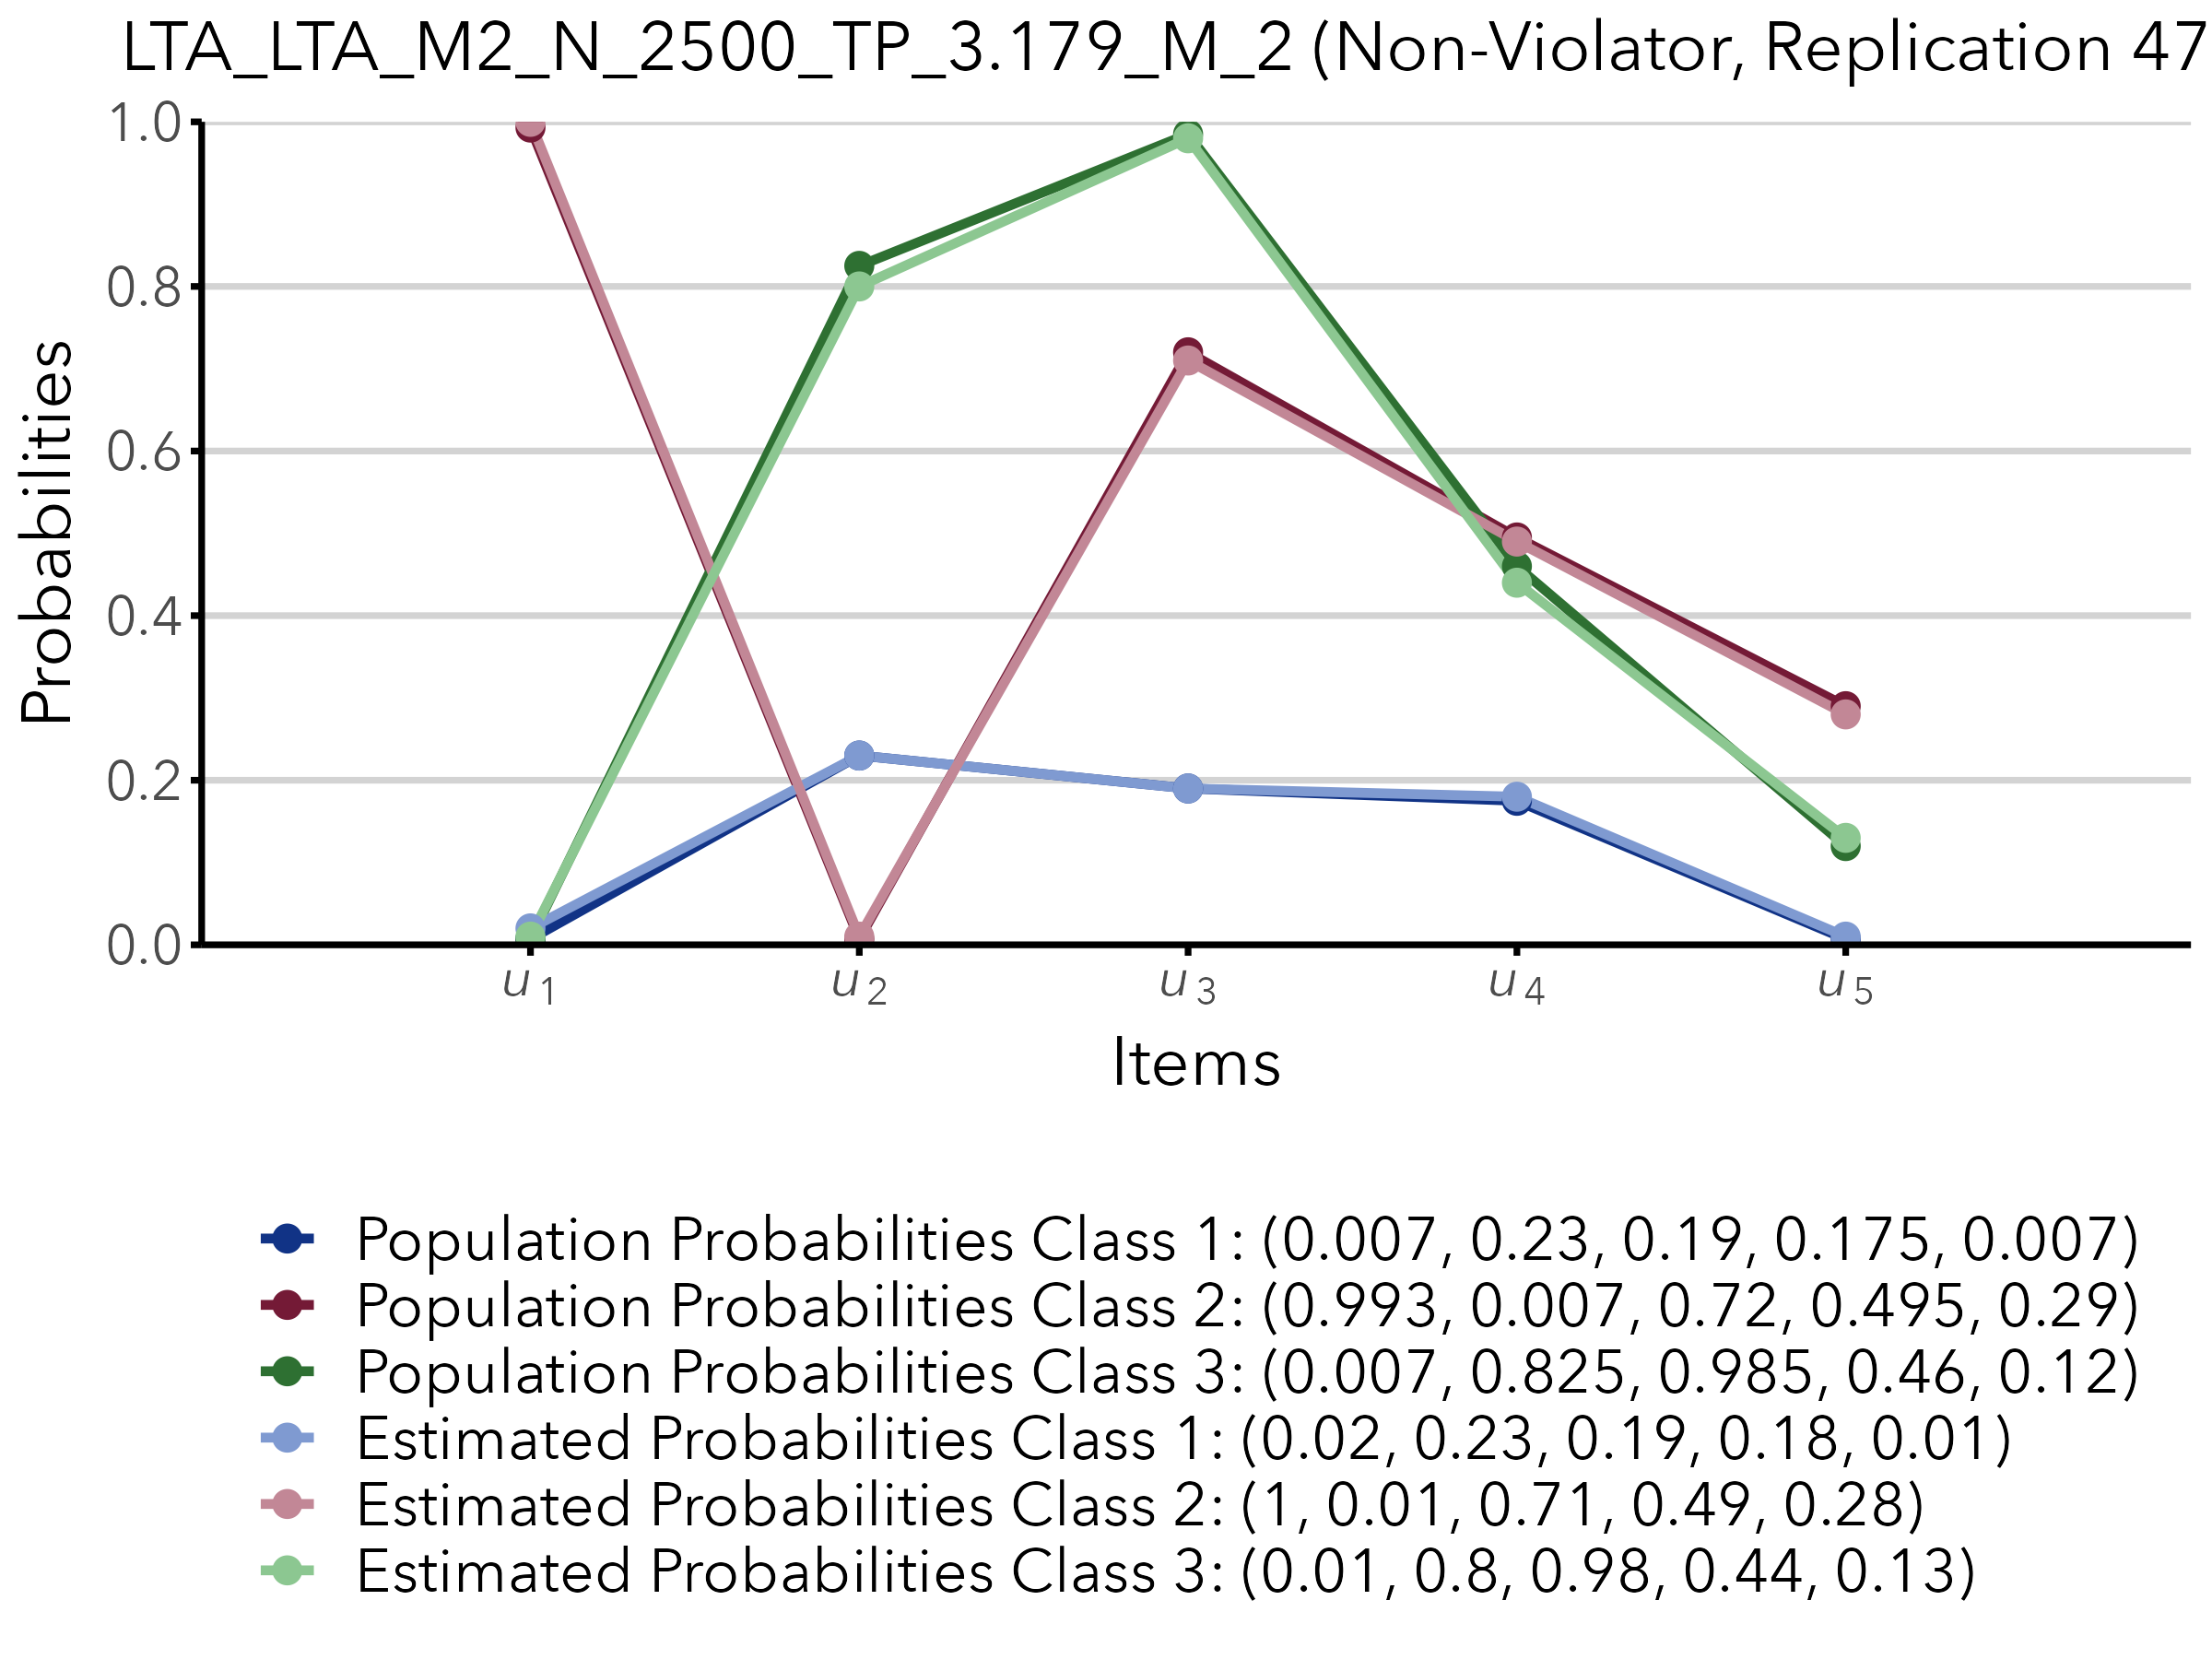 LTA_LTA_M2_N_2500_TP_3.179_M_2 (Non-Violator, Replication 47
Probabilities
1.0
0.8
0.6
0.4
0.2
0.0
u1
u2
u3
u4
u5
Items
Population Probabilities Class 1: (0.007, 0.23, 0.19, 0.175, 0.007)
Population Probabilities Class 2: (0.993, 0.007, 0.72, 0.495, 0.29)
Population Probabilities Class 3: (0.007, 0.825, 0.985, 0.46, 0.12)
Estimated Probabilities Class 1: (0.02, 0.23, 0.19, 0.18, 0.01)
Estimated Probabilities Class 2: (1, 0.01, 0.71, 0.49, 0.28)
Estimated Probabilities Class 3: (0.01, 0.8, 0.98, 0.44, 0.13)